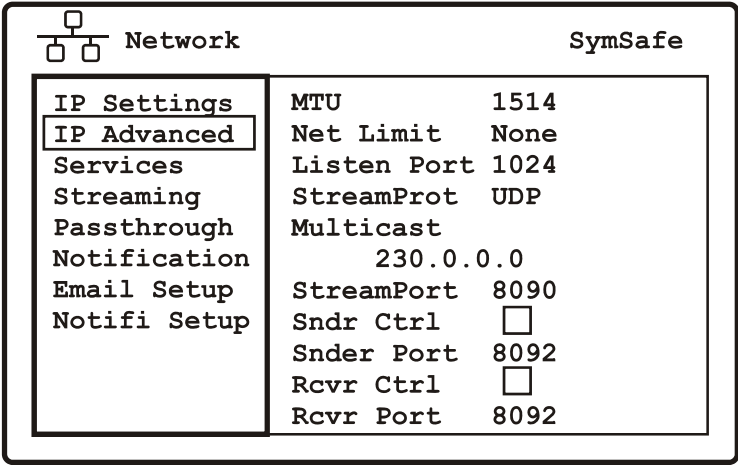 Network SymSafe
IP Settings
IP Advanced
Services
Streaming
Passthrough
Notification
Email Setup
Notifi Setup
MTU 1514
Net Limit None
Listen Port 1024
StreamProt UDP
Multicast
230.0.0.0
StreamPort 8090
Sndr Ctrl
Snder Port 8092
Rcvr Ctrl
Rcvr Port 8092